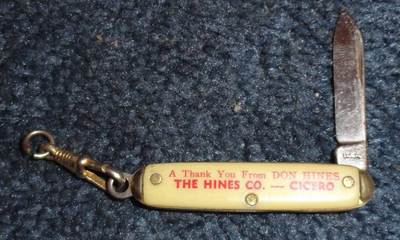 A Thank You From DON HINES
THE HINES CO. — CICERO